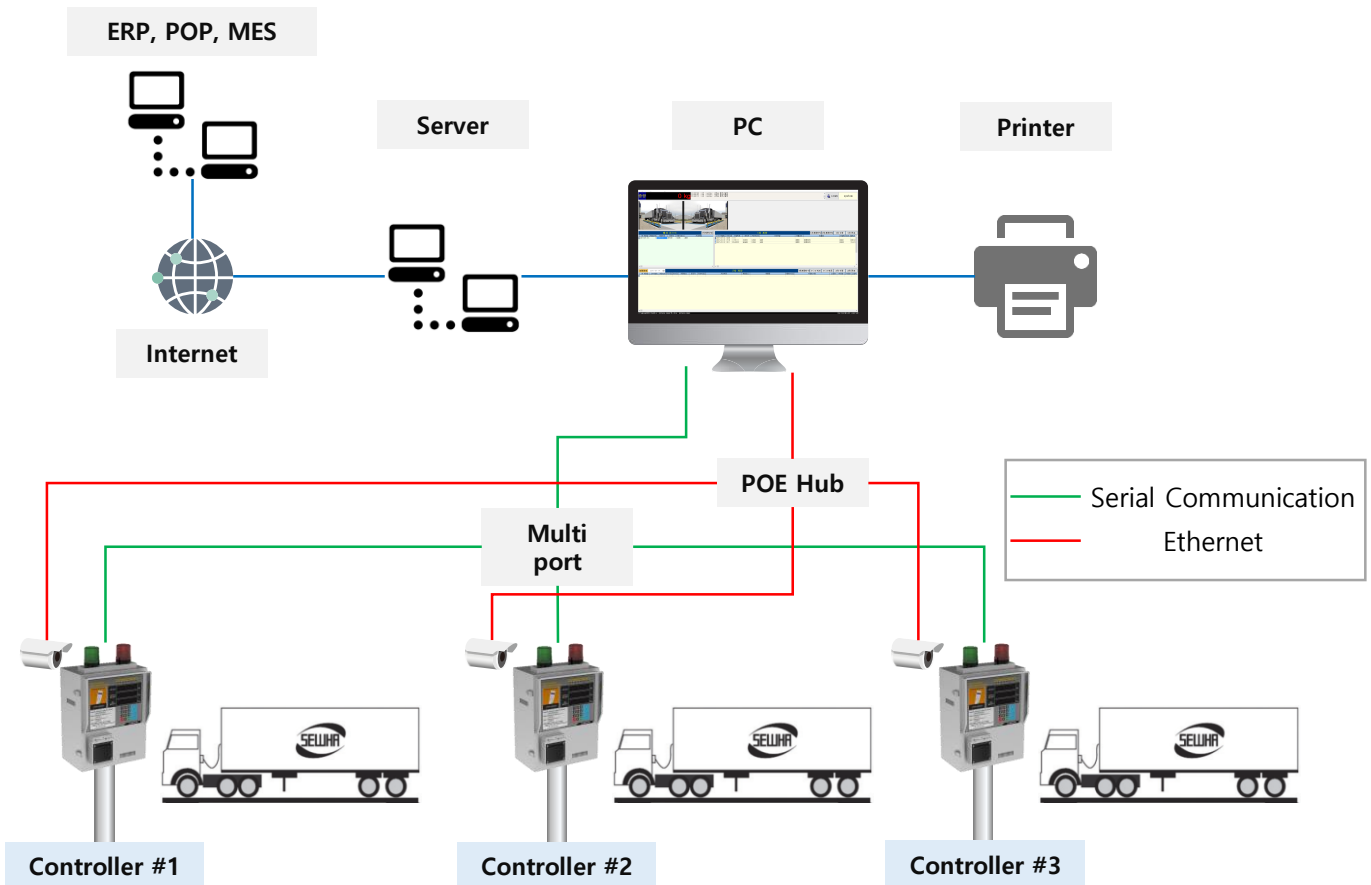 ERP, POP, MES
Server
PC
Printer
Internet
POE Hub
Multi
port
Serial Communication
Ethernet
SEWHA
SEWHA
SEWHA
Controller #1
Controller #2
Controller #3